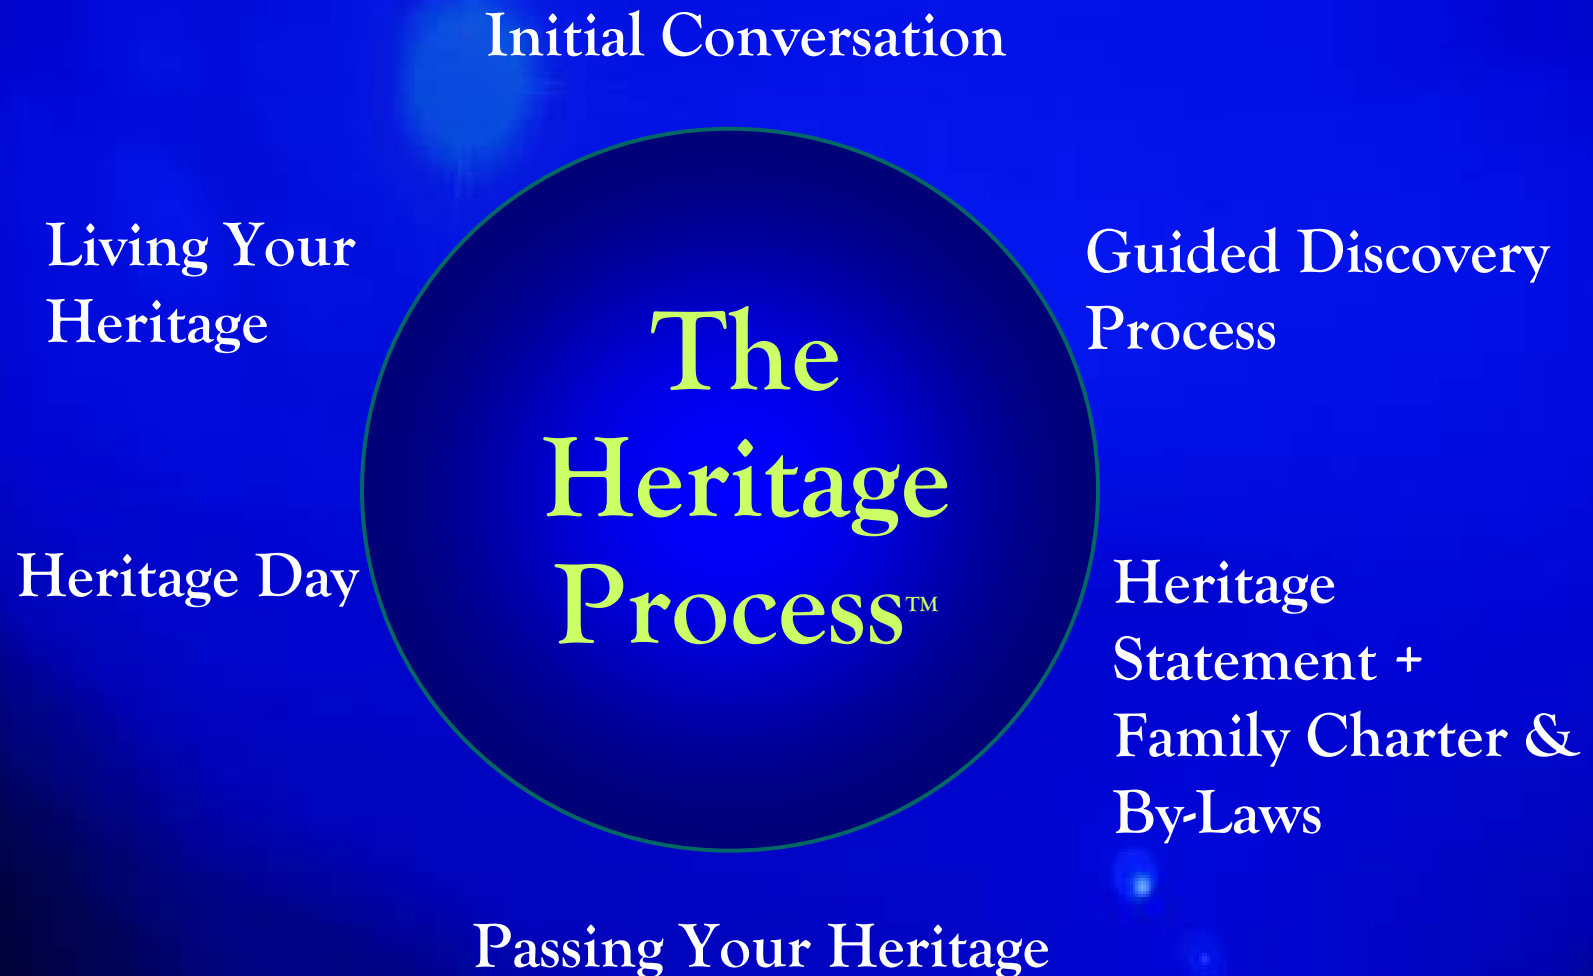 Initial Conversation
Guided Discovery
Process
Heritage
Statement +
Family Charter &
By-Laws
Passing Your Heritage
Heritage Day
Living Your
Heritage
The
Heritage
Process™